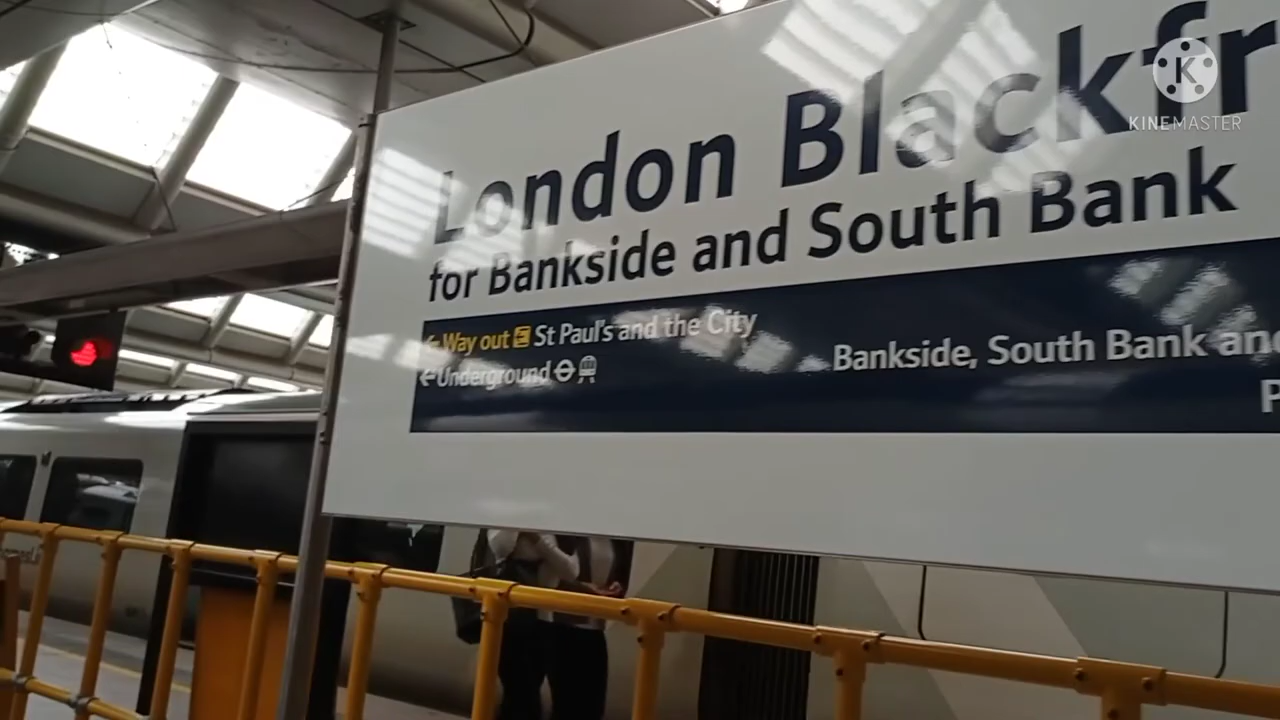 London Blackfr
for Bankside and South Bank
← Way out St Paul's and the City
← Underground
Bankside, South Bank and
P
K
KINEMASTER